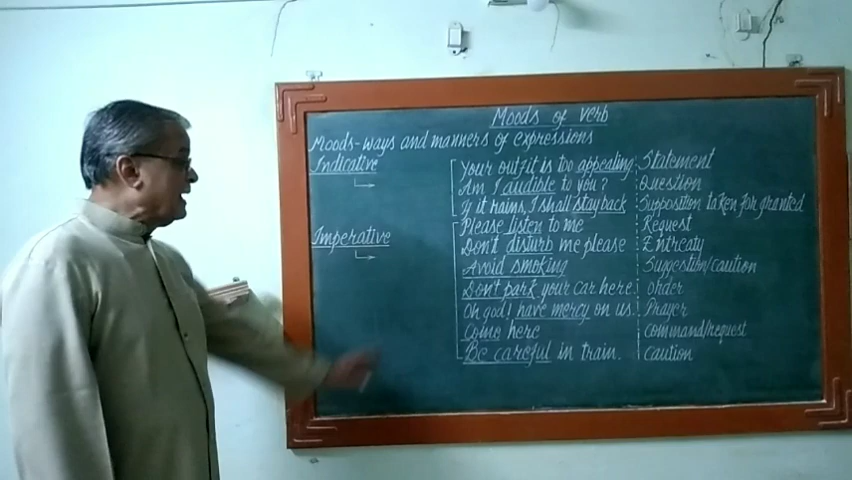 Moods of verb
Moods-ways and manners of expressions
Indicative
Your outfit is too appealing Statement
Am I audible to you? Question
If it rains, I shall stay back Supposition taken for granted
Imperative
Please listen to me Request
Don't disturb me please Entreaty
Avoid smoking Suggestion/caution
Don't park your car here. order
Oh god! have mercy on us. Prayer
Come here command/request
Be careful in train. caution